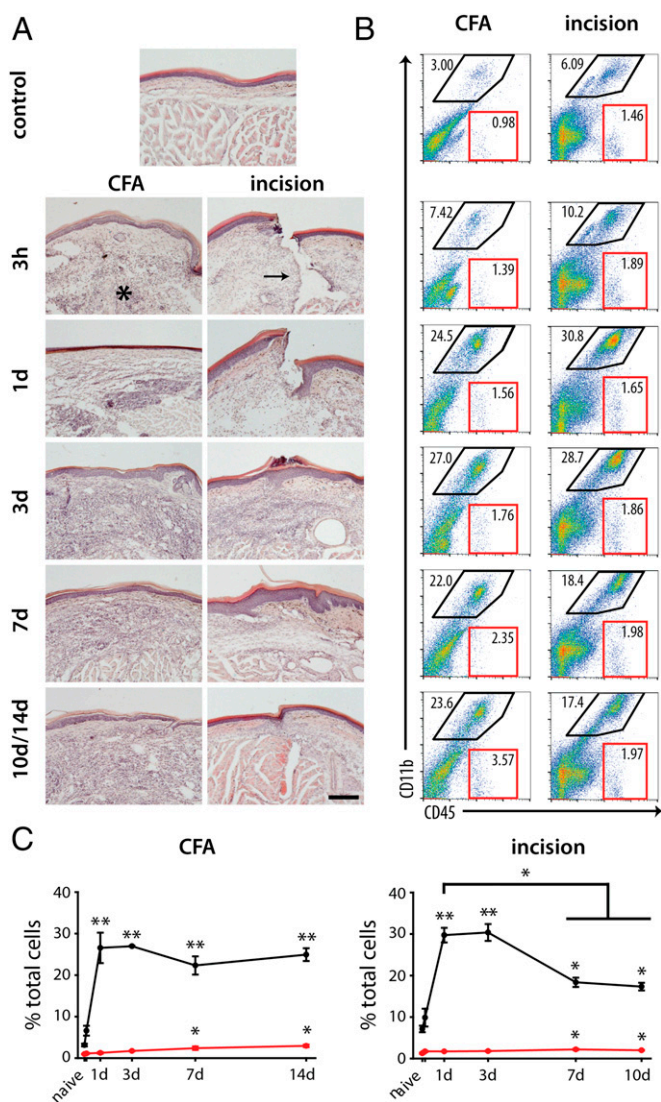 A
control
CFA incision
3h
*
1d
3d
7d
10d/14d
B
CFA incision
3.00 0.98 6.09 1.46
7.42 1.39 10.2 1.89
24.5 1.56 30.8 1.65
27.0 1.76 28.7 1.86
22.0 2.35 18.4 1.98
23.6 3.57 17.4 1.97
CD11b
CD45
C
CFA
% total cells
40
30
20
10
0
** ** ** **
* *
naive 1d 3d 7d 14d
incision
% total cells
40
30
20
10
0
*
** ** * *
* *
naive 1d 3d 7d 10d